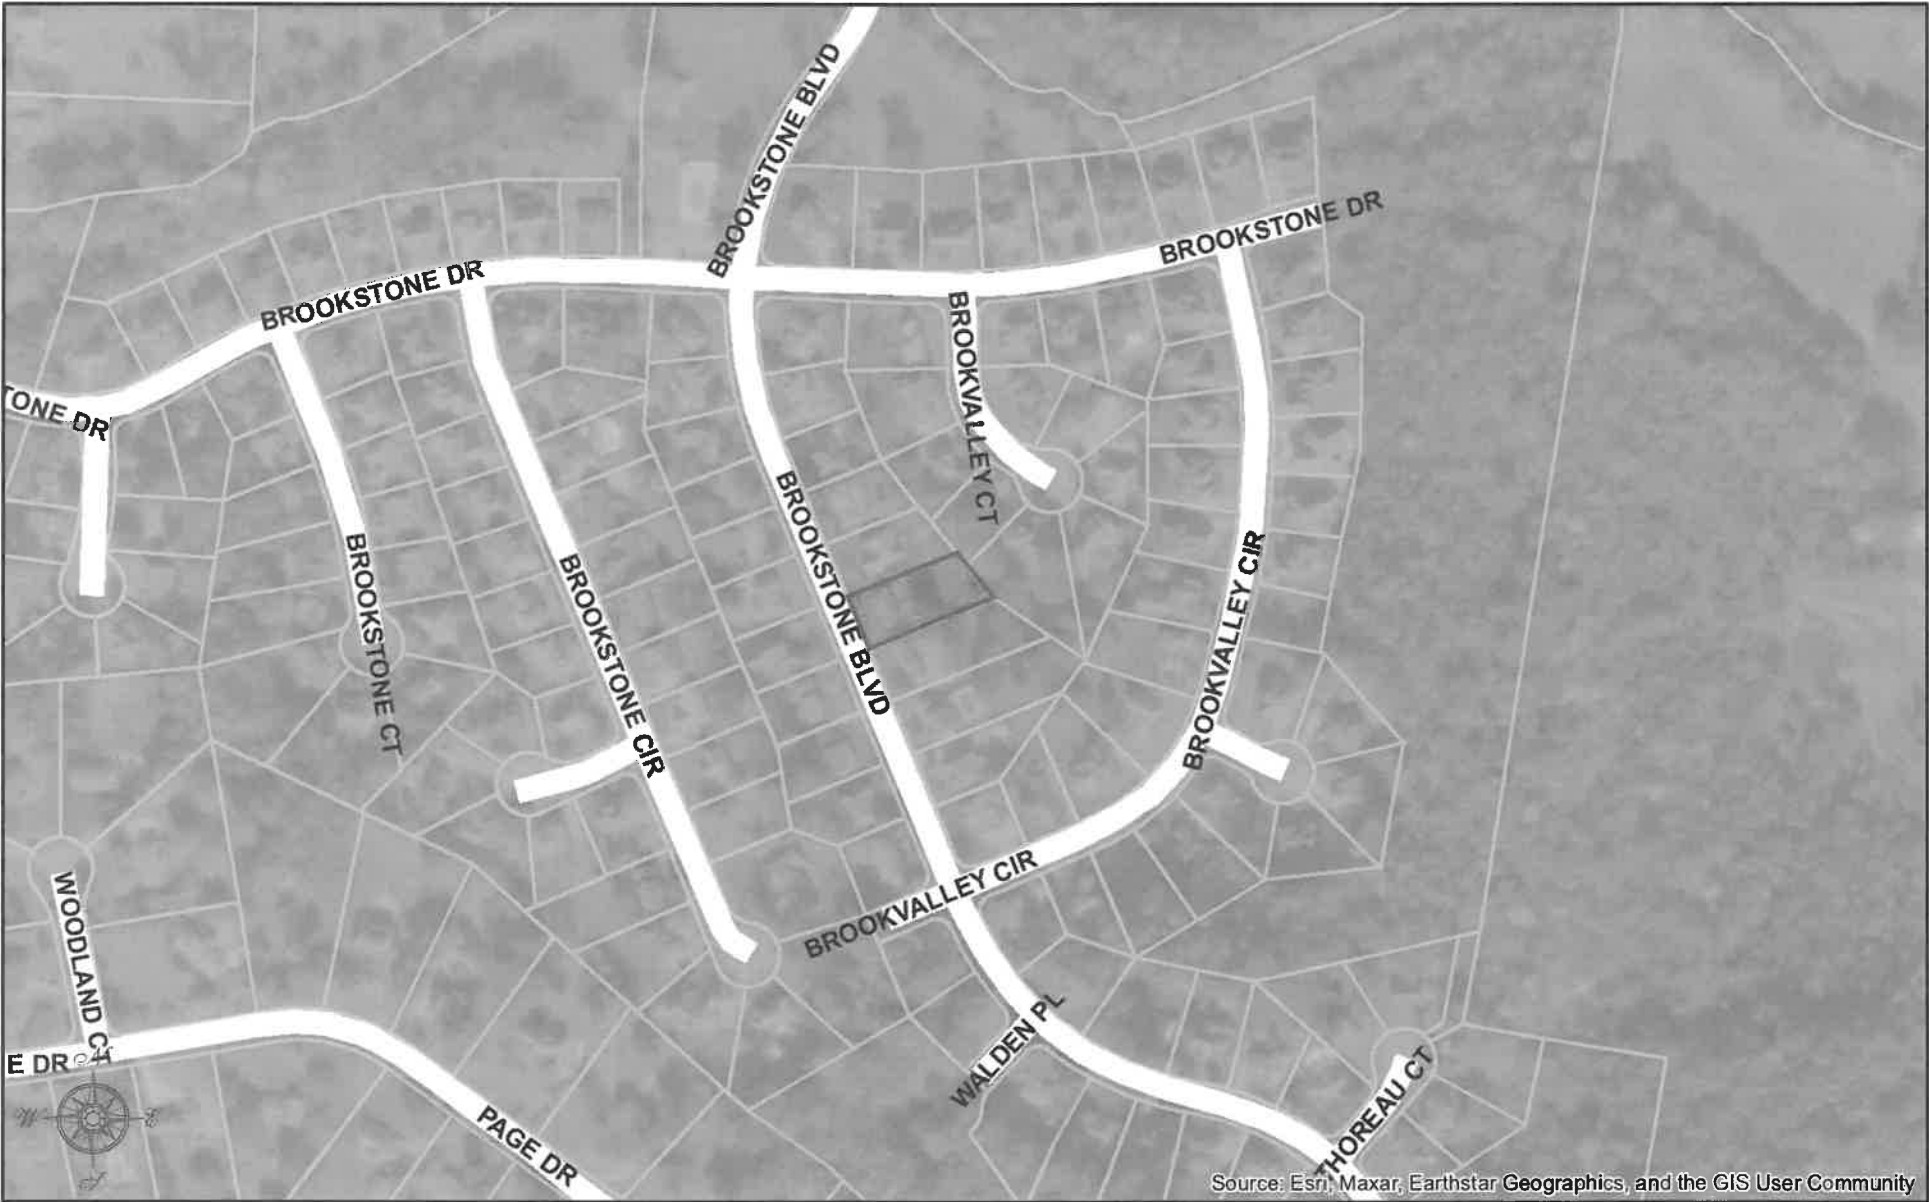 BROOKSTONE BLVD
BROOKSTONE DR
BROOKSTONE DR
TONE DR
BROOKVALLEY CT
BROOKSTONE BLVD
BROOKSTONE CT
BROOKSTONE CIR
BROOKVALLEY CIR
BROOKVALLEY CIR
WOODLAND CT
WALDEN PL
THOREAU CT
E DR
PAGE DR
N
W
E
S
Source: Esri, Maxar, Earthstar Geographics, and the GIS User Community